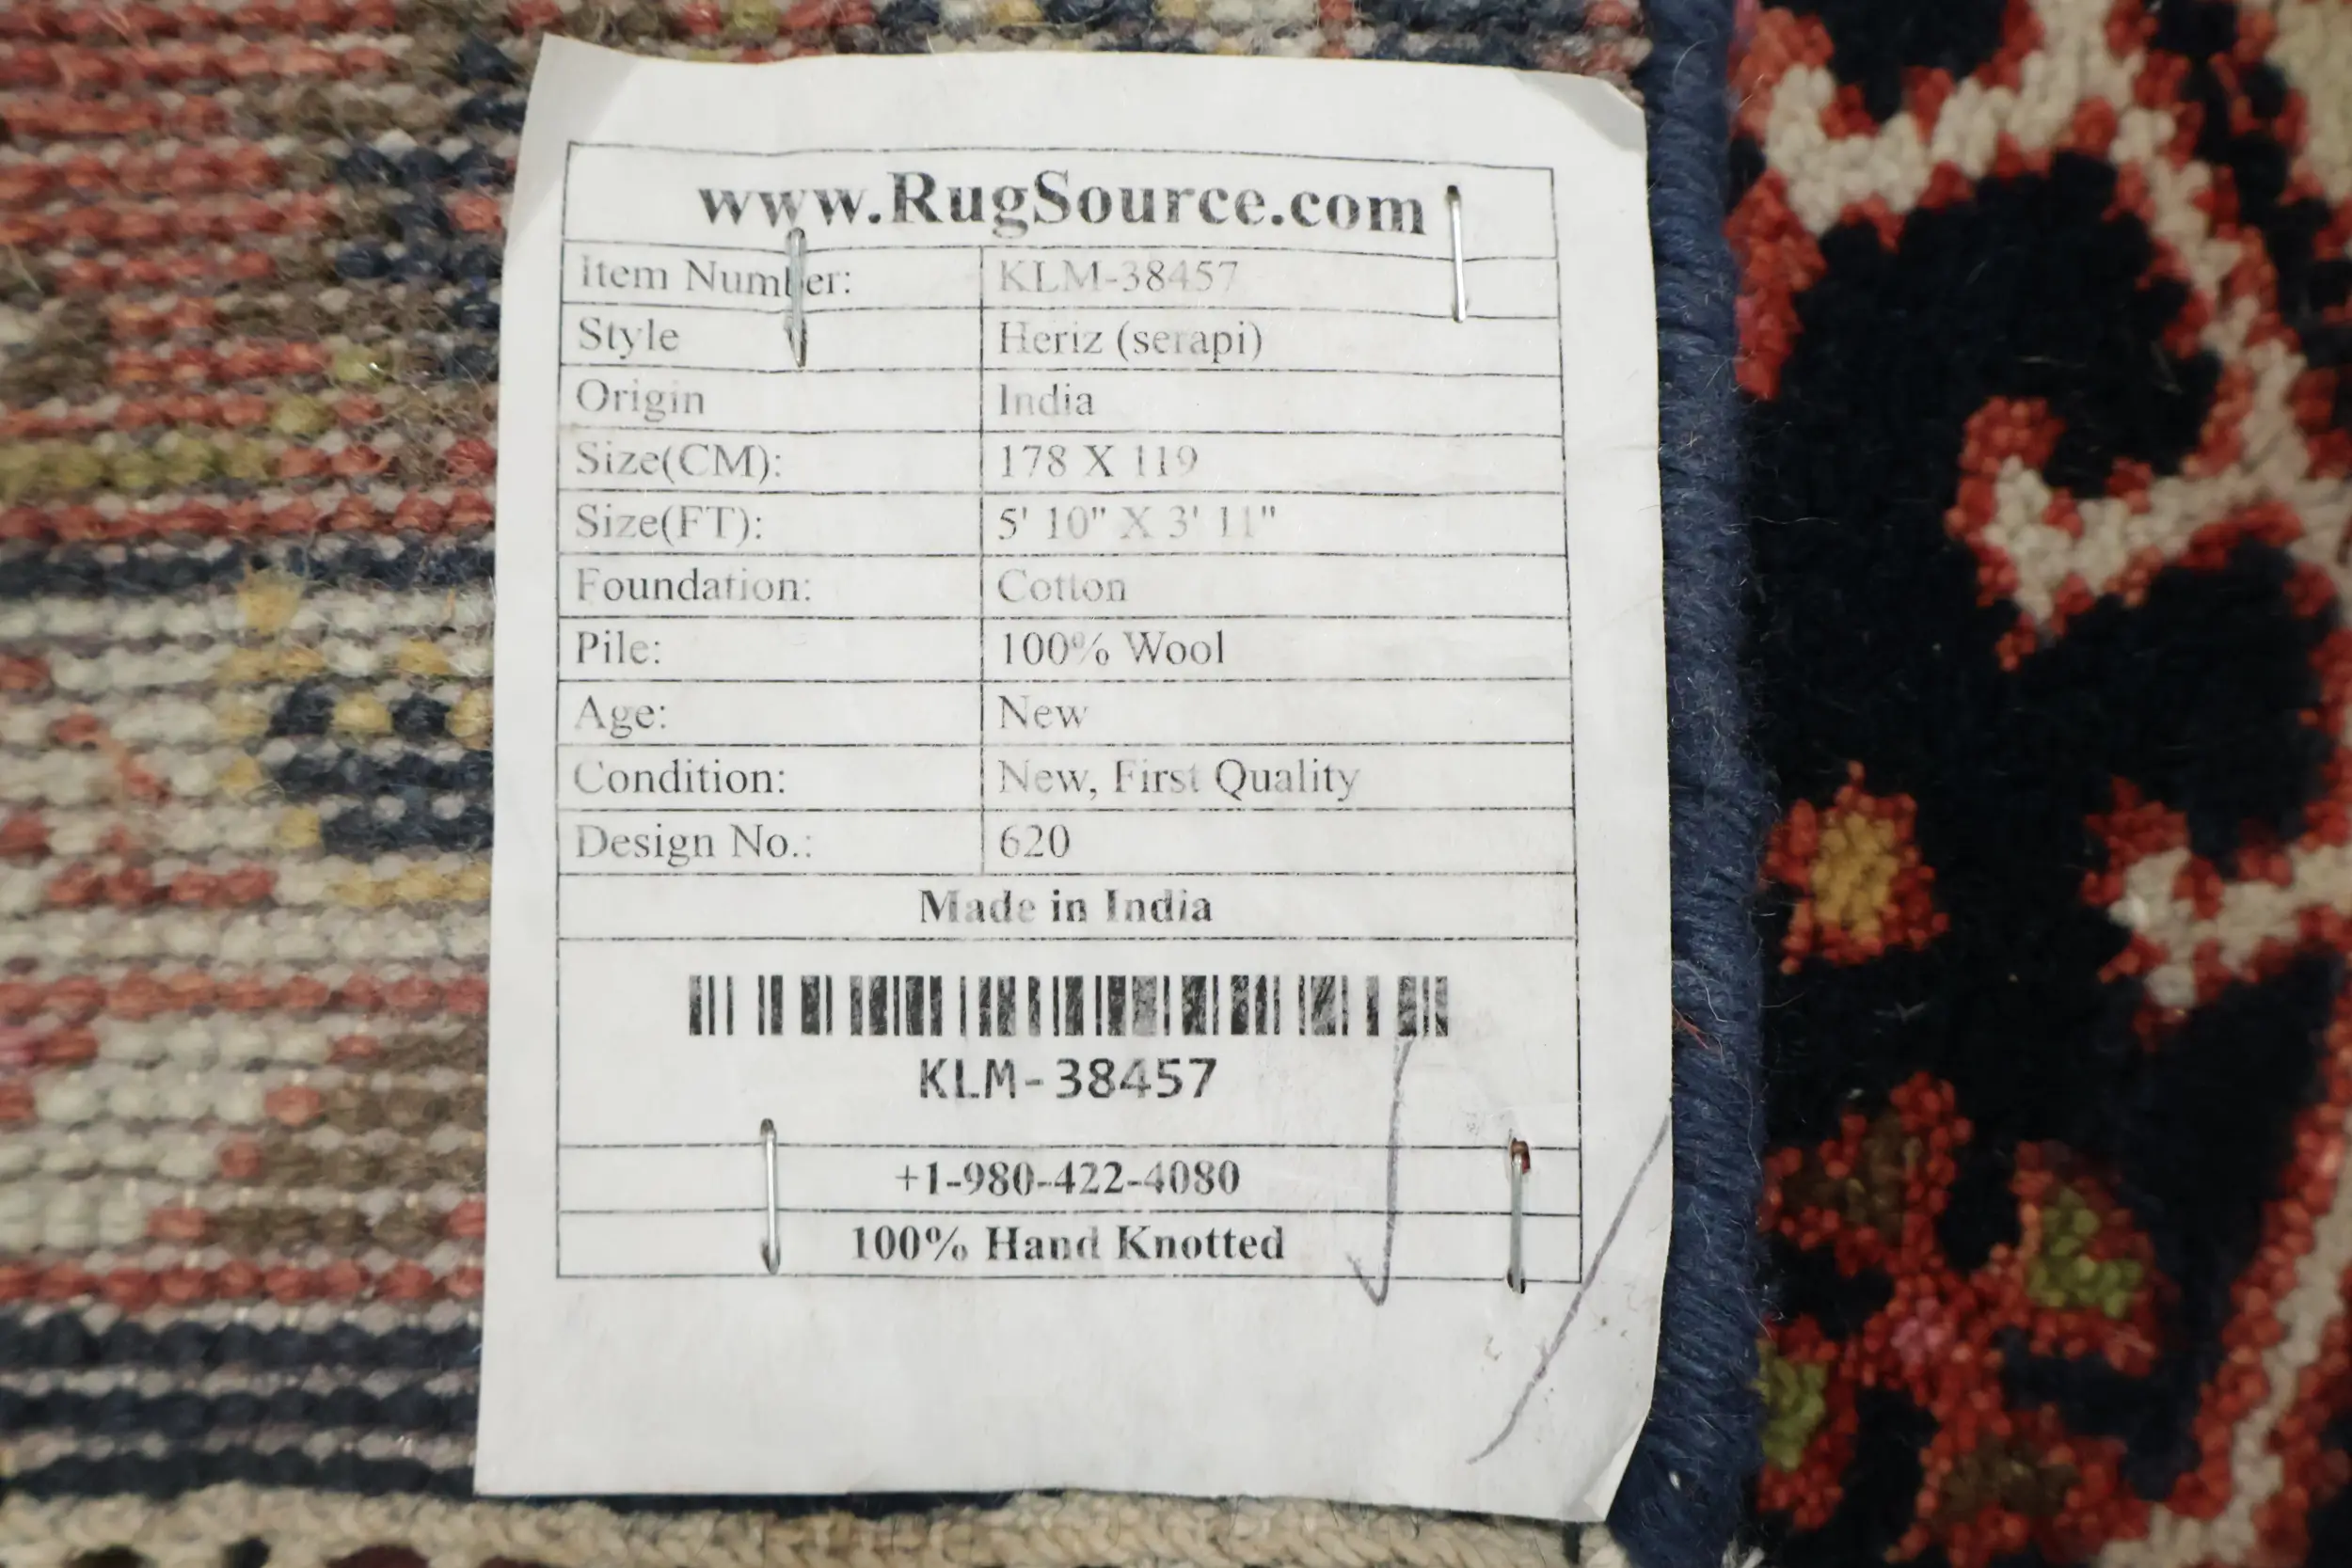 www.RugSource.com
Item Number: KLM-38457
Style Heriz (serapi)
Origin India
Size(CM): 178 X 119
Size(FT): 5' 10" X 3' 11"
Foundation: Cotton
Pile: 100% Wool
Age: New
Condition: New, First Quality
Design No.: 620
Made in India
KLM-38457
+1-980-422-4080
100% Hand Knotted